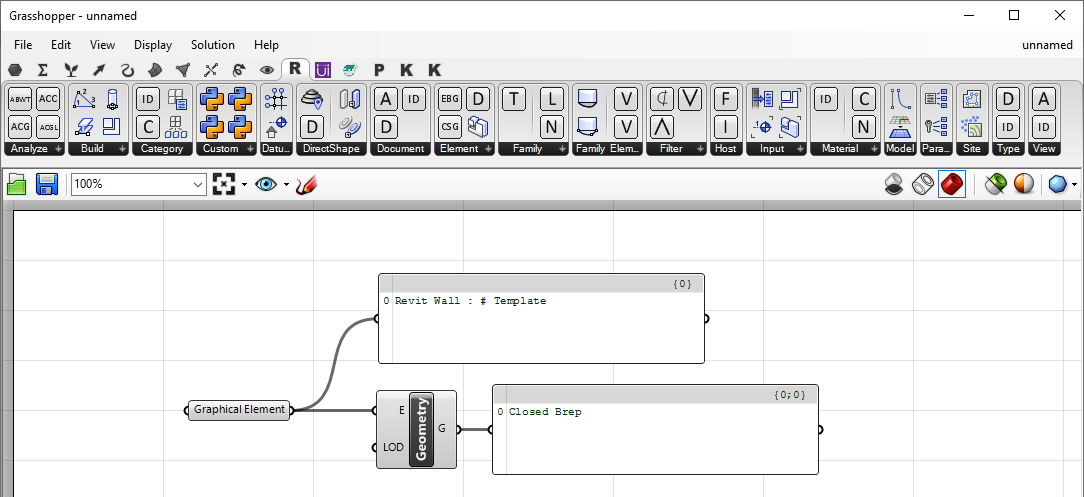 Grasshopper - unnamed
File Edit View Display Solution Help unnamed
Σ R P K K
ABWT ACC ID A ID EBG D T L V F ID C D A
ACG ACGL C D D CSG N V I N ID ID
Analyze Build Category Custom Datu... DirectShape Document Element Family Family Elem... Filter Host Input Material Model Para... Site Type View
100%
{0}
0 Revit Wall : # Template
{0;0}
Graphical Element E Geometry G 0 Closed Brep
LOD